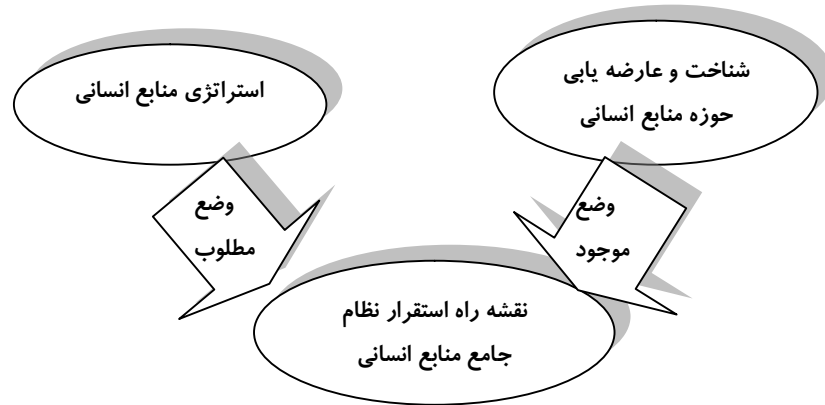 شناخت و عارضه یابی
حوزه منابع انسانی
استراتژی منابع انسانی
وضع
موجود
وضع
مطلوب
نقشه راه استقرار نظام
جامع منابع انسانی